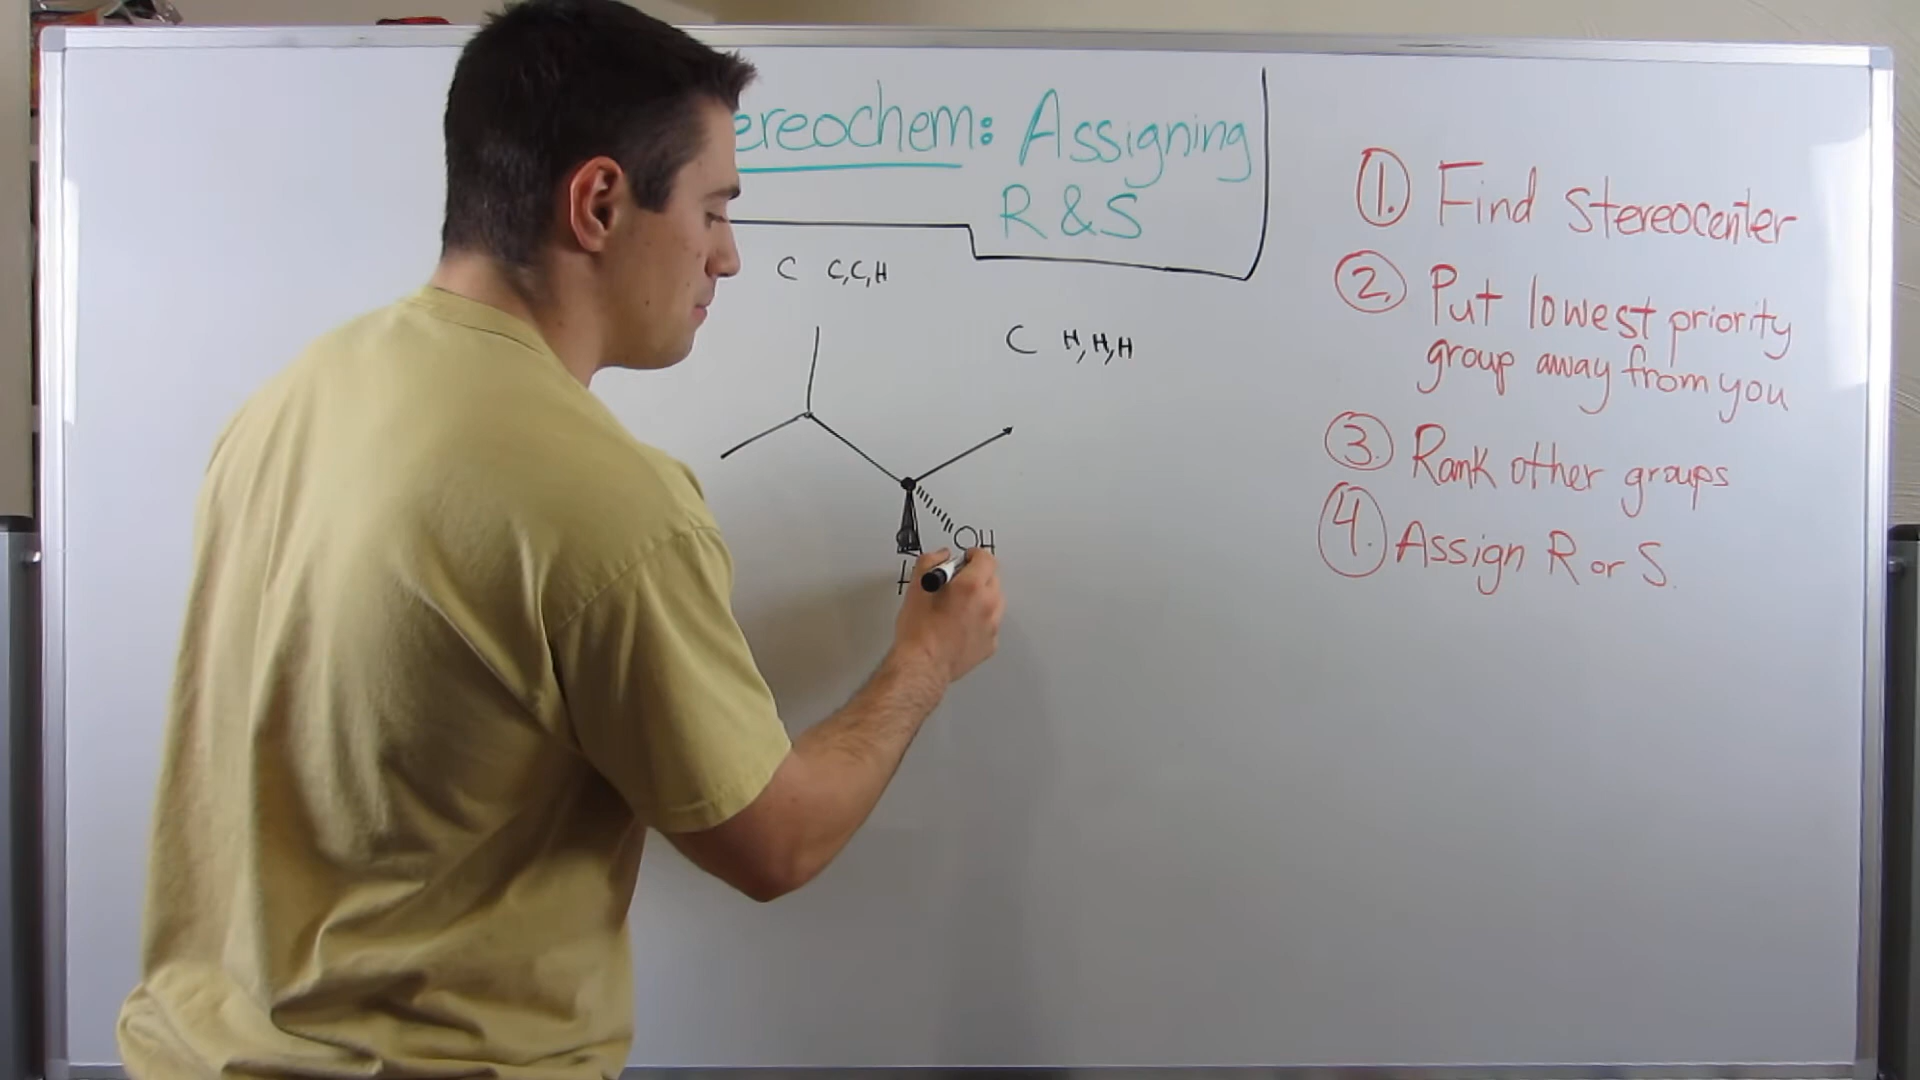 ereochem: Assigning
R & S
C C,C,H
C H,H,H
OH
H
1. Find Stereocenter
2. Put lowest priority
group away from you
3. Rank other groups
4. Assign R or S.